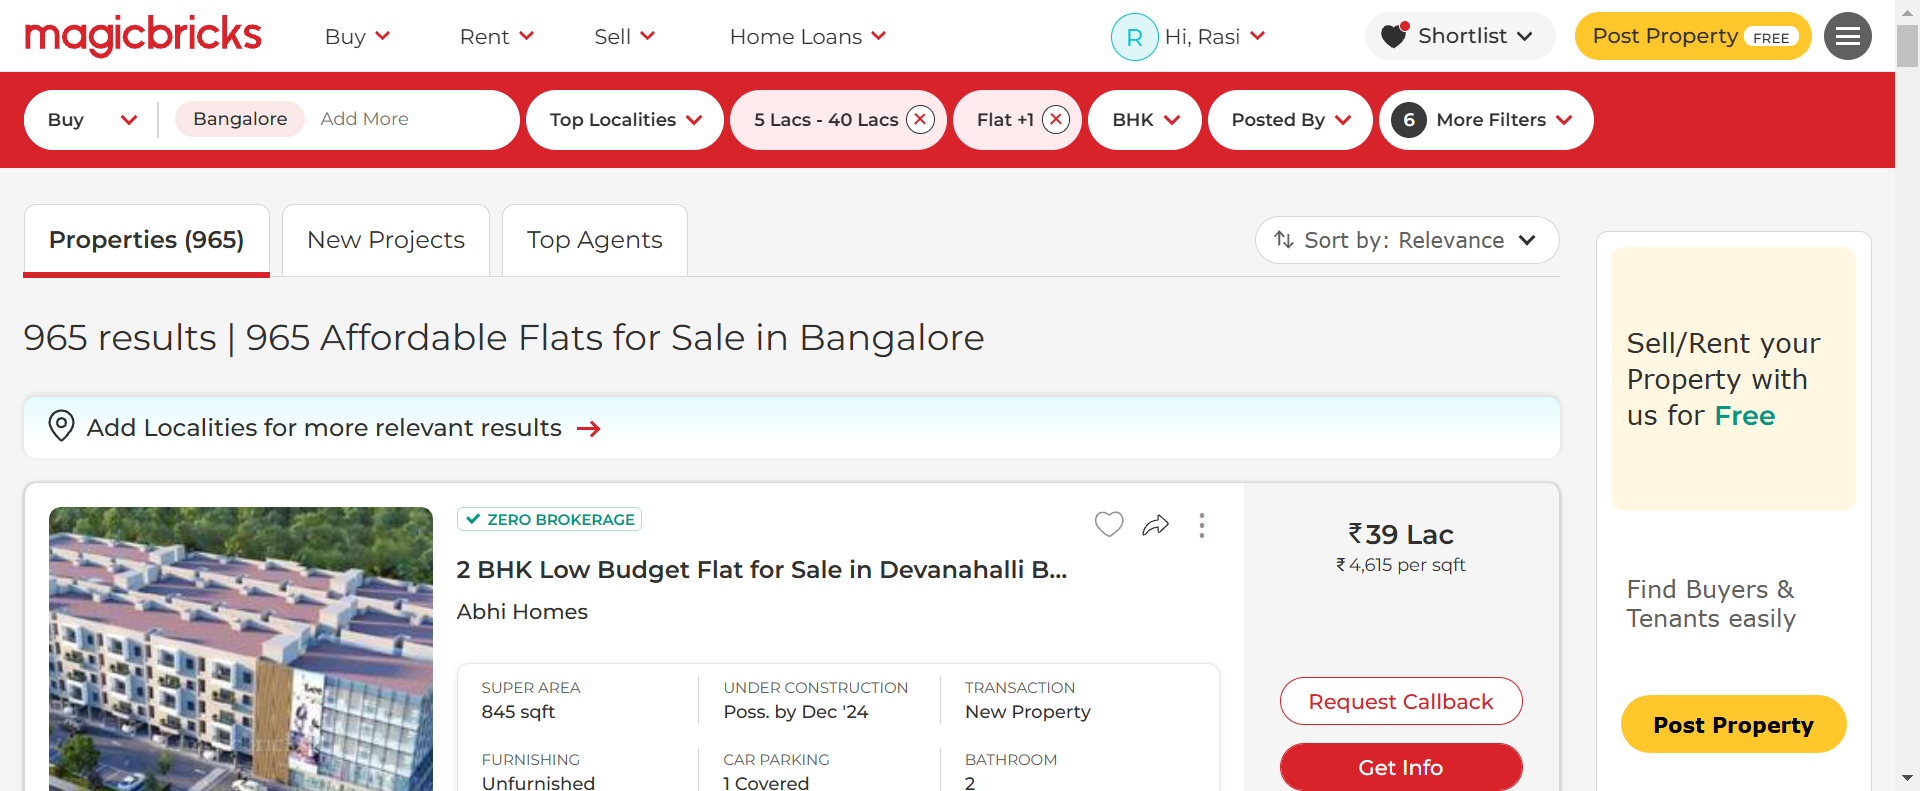 magicbricks
Buy
Rent
Sell
Home Loans
R
Hi, Rasi
Shortlist
Post Property FREE
Buy
Bangalore
Add More
Top Localities
5 Lacs - 40 Lacs
Flat +1
BHK
Posted By
6 More Filters
Properties (965)
New Projects
Top Agents
Sort by: Relevance
965 results | 965 Affordable Flats for Sale in Bangalore
Add Localities for more relevant results
ZERO BROKERAGE
2 BHK Low Budget Flat for Sale in Devanahalli B...
Abhi Homes
SUPER AREA
845 sqft
UNDER CONSTRUCTION
Poss. by Dec '24
TRANSACTION
New Property
FURNISHING
Unfurnished
CAR PARKING
1 Covered
BATHROOM
2
₹39 Lac
₹4,615 per sqft
Request Callback
Get Info
Sell/Rent your
Property with
us for Free
Find Buyers &
Tenants easily
Post Property